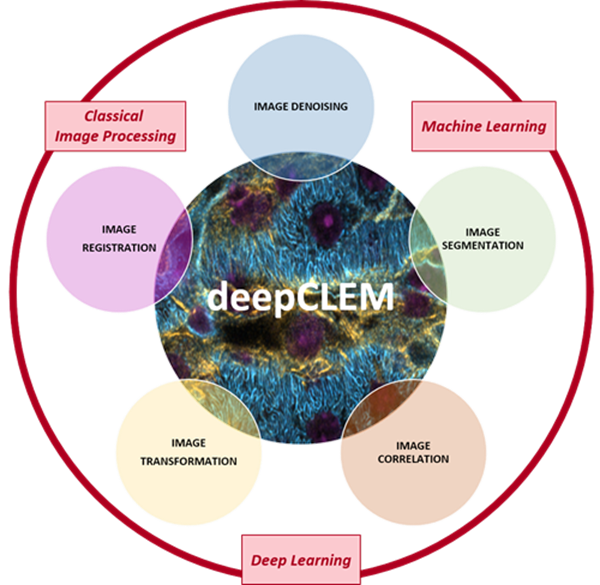 IMAGE DENOISING
Classical
Image Processing
Machine Learning
IMAGE
REGISTRATION
IMAGE
SEGMENTATION
deepCLEM
IMAGE
TRANSFORMATION
IMAGE
CORRELATION
Deep Learning